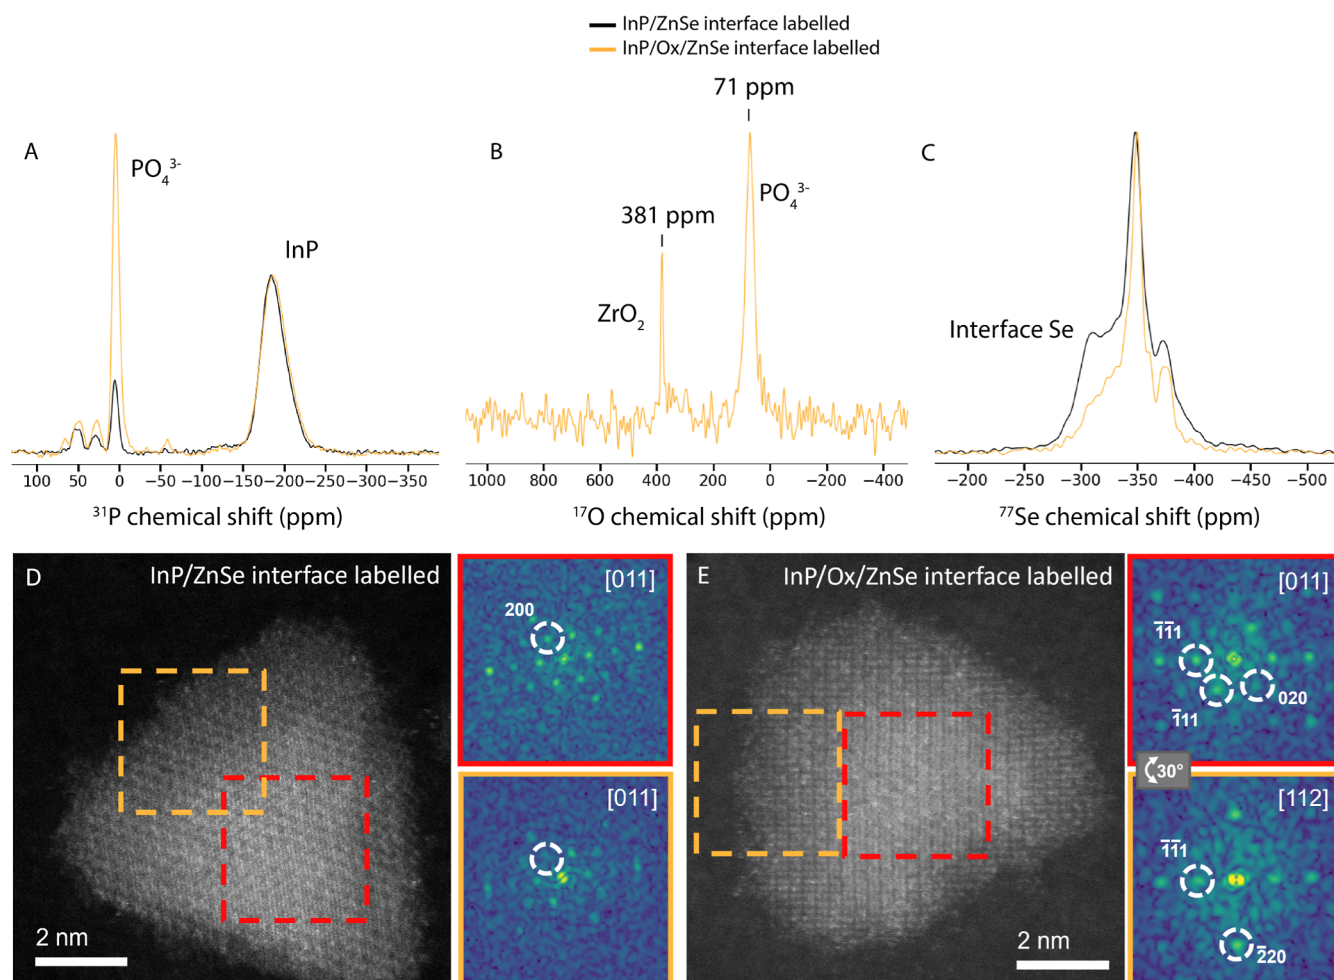 InP/ZnSe interface labelled
InP/Ox/ZnSe interface labelled
A
PO₄³⁻
InP
100 50 0 −50 −100 −150 −200 −250 −300 −350
³¹P chemical shift (ppm)
B
71 ppm
PO₄³⁻
381 ppm
ZrO₂
1000 800 600 400 200 0 −200 −400
¹⁷O chemical shift (ppm)
C
Interface Se
−200 −250 −300 −350 −400 −450 −500
⁷⁷Se chemical shift (ppm)
D
InP/ZnSe interface labelled
2 nm
[011]
200
[011]
E
InP/Ox/ZnSe interface labelled
2 nm
[011]
1̅1̅1
1̅11
020
30°
[112]
1̅1̅1
2̅20